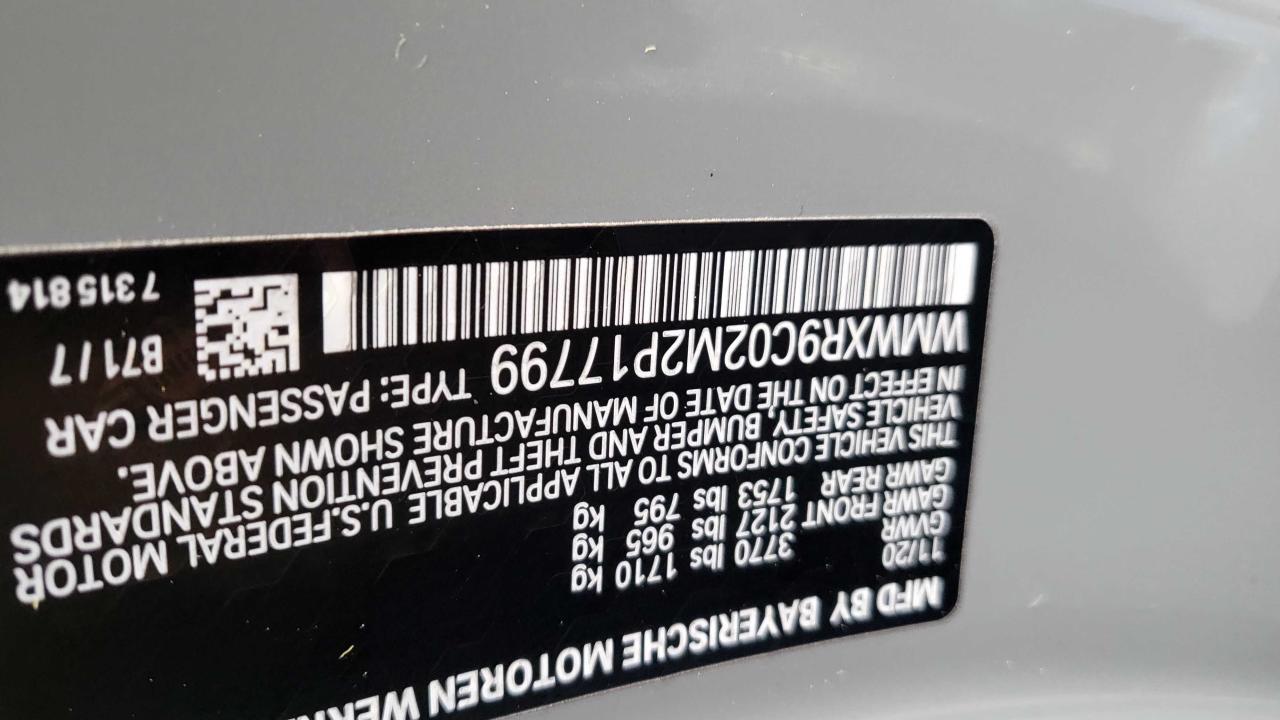 MFD BY BAYERISCHE MOTOREN
11/20
GVWR 3770 lbs 1710 kg
GAWR FRONT 2127 lbs 965 kg
GAWR REAR 1753 lbs 795 kg
THIS VEHICLE CONFORMS TO ALL APPLICABLE U.S.FEDERAL MOTOR
VEHICLE SAFETY, BUMPER AND THEFT PREVENTION STANDARDS
IN EFFECT ON THE DATE OF MANUFACTURE SHOWN ABOVE.
WMWXR9C02M2P17799 TYPE: PASSENGER CAR
B71/7
7315814